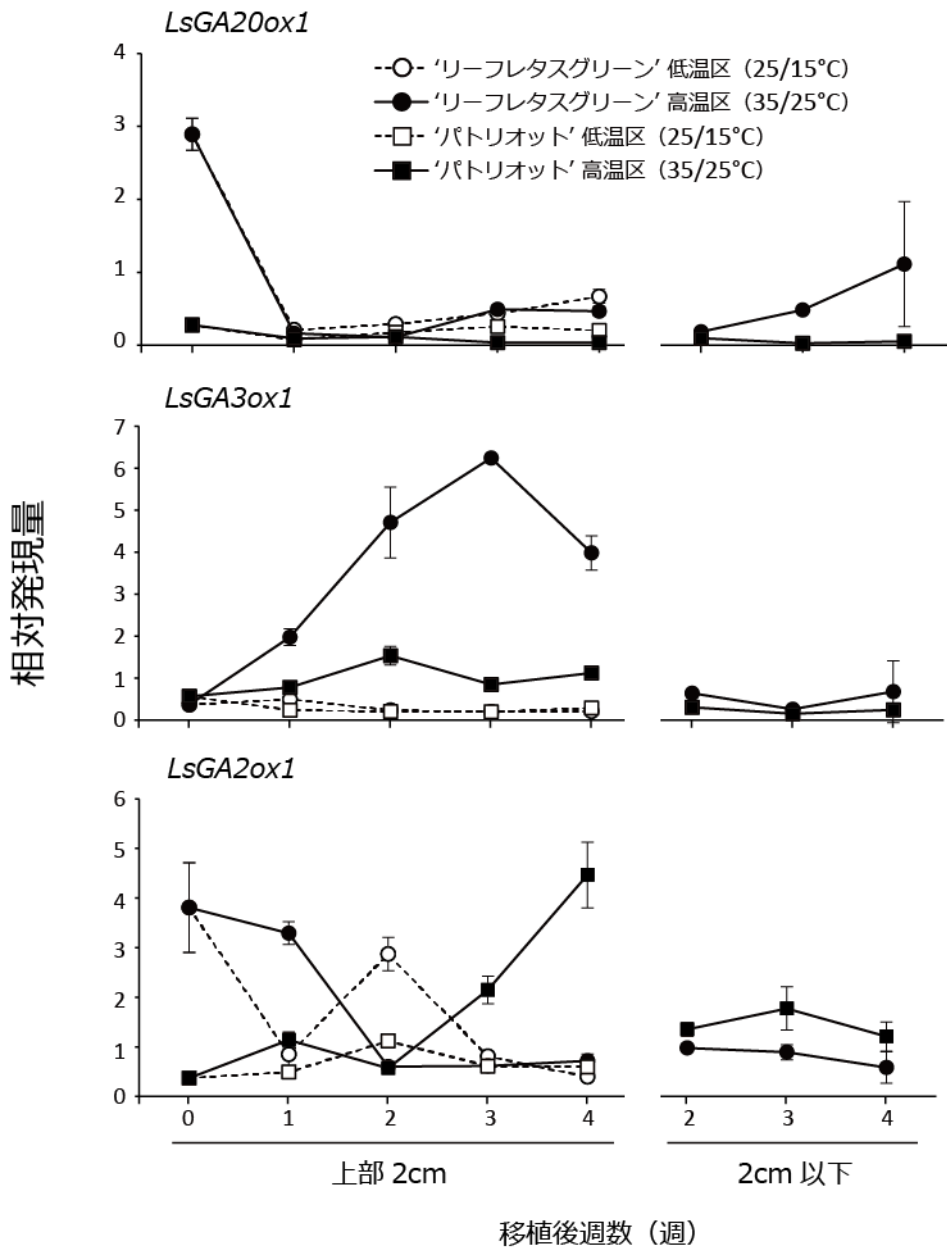 LsGA20ox1
4
3
2
1
0
‘リーフレタスグリーン’ 低温区（25/15°C）
‘リーフレタスグリーン’ 高温区（35/25°C）
‘パトリオット’ 低温区（25/15°C）
‘パトリオット’ 高温区（35/25°C）
LsGA3ox1
7
6
5
4
3
2
1
0
相対発現量
LsGA2ox1
6
5
4
3
2
1
0
0 1 2 3 4 2 3 4
上部 2cm 2cm 以下
移植後週数（週）